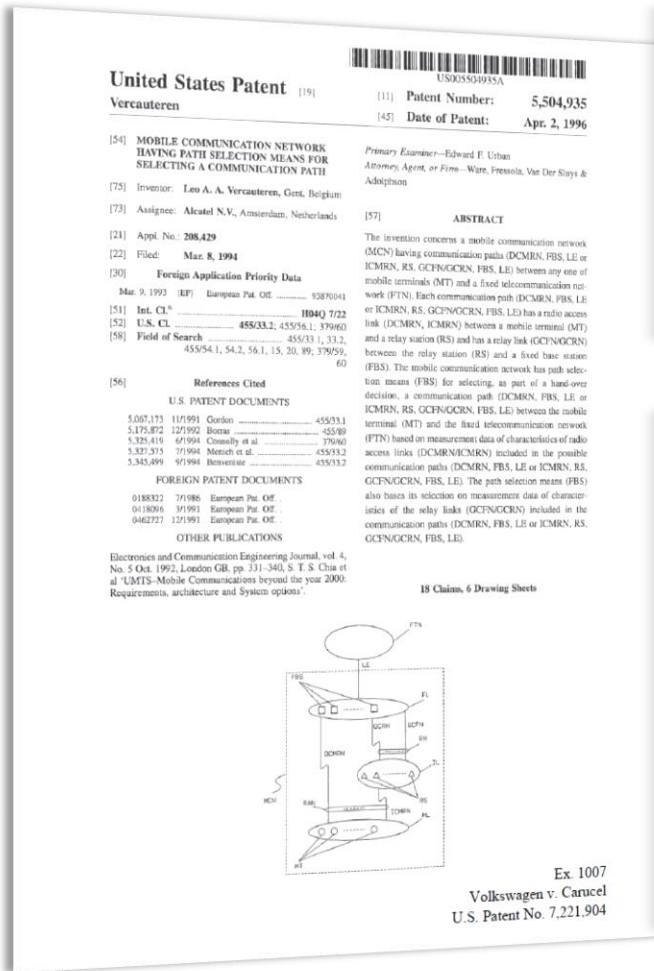 US005504935A
United States Patent [19]
Vercauteren
[11] Patent Number: 5,504,935
[45] Date of Patent: Apr. 2, 1996
[54] MOBILE COMMUNICATION NETWORK
HAVING PATH SELECTION MEANS FOR
SELECTING A COMMUNICATION PATH
[75] Inventor: Leo A. A. Vercauteren, Gent, Belgium
[73] Assignee: Alcatel N.V., Amsterdam, Netherlands
[21] Appl. No.: 208,429
[22] Filed: Mar. 8, 1994
[30] Foreign Application Priority Data
Mar. 9, 1993 [EP] European Pat. Off. ............ 93870041
[51] Int. Cl.⁶ ........................................ H04Q 7/22
[52] U.S. Cl. ........................ 455/33.2; 455/56.1; 379/60
[58] Field of Search ........................ 455/33.1, 33.2,
455/54.1, 54.2, 56.1, 15, 20, 89; 379/59,
60
[56] References Cited
U.S. PATENT DOCUMENTS
5,067,173 11/1991 Gordon ........................ 455/33.1
5,175,872 12/1992 Borras ........................ 455/89
5,325,419 6/1994 Connolly et al. ................ 379/60
5,327,575 7/1994 Menich et al. .................. 455/33.2
5,345,499 9/1994 Benveniste .................... 455/33.2
FOREIGN PATENT DOCUMENTS
0188322 7/1986 European Pat. Off. .
0418096 3/1991 European Pat. Off. .
0462727 12/1991 European Pat. Off. .
OTHER PUBLICATIONS
Electronics and Communication Engineering Journal, vol. 4,
No. 5 Oct. 1992, London GB, pp. 331-340, S. T. S. Chia et
al 'UMTS-Mobile Communications beyond the year 2000:
Requirements, architecture and System options'.
Primary Examiner—Edward F. Urban
Attorney, Agent, or Firm—Ware, Fressola, Van Der Sluys &
Adolphson
[57] ABSTRACT
The invention concerns a mobile communication network
(MCN) having communication paths (DCMRN, FBS, LE or
ICMRN, RS, GCFN/GCRN, FBS, LE) between any one of
mobile terminals (MT) and a fixed telecommunication net-
work (FTN). Each communication path (DCMRN, FBS, LE
or ICMRN, RS, GCFN/GCRN, FBS, LE) has a radio access
link (DCMRN, ICMRN) between a mobile terminal (MT)
and a relay station (RS) and has a relay link (GCFN/GCRN)
between the relay station (RS) and a fixed base station
(FBS). The mobile communication network has path selec-
tion means (FBS) for selecting, as part of a hand-over
decision, a communication path (DCMRN, FBS, LE or
ICMRN, RS, GCFN/GCRN, FBS, LE) between the mobile
terminal (MT) and the fixed telecommunication network
(FTN) based on measurement data of characteristics of radio
access links (DCMRN/ICMRN) included in the possible
communication paths (DCMRN, FBS, LE or ICMRN, RS,
GCFN/GCRN, FBS, LE). The path selection means (FBS)
also bases its selection on measurement data of character-
istics of the relay links (GCFN/GCRN) included in the
communication paths (DCMRN, FBS, LE or ICMRN, RS,
GCFN/GCRN, FBS, LE).
18 Claims, 6 Drawing Sheets
FTN
LE
FBS
FL
GCRN
GCFN
DCMRN
IL
RS
MCN
RAN
ICMRN
ML
MT
Ex. 1007
Volkswagen v. Carucel
U.S. Patent No. 7,221,904